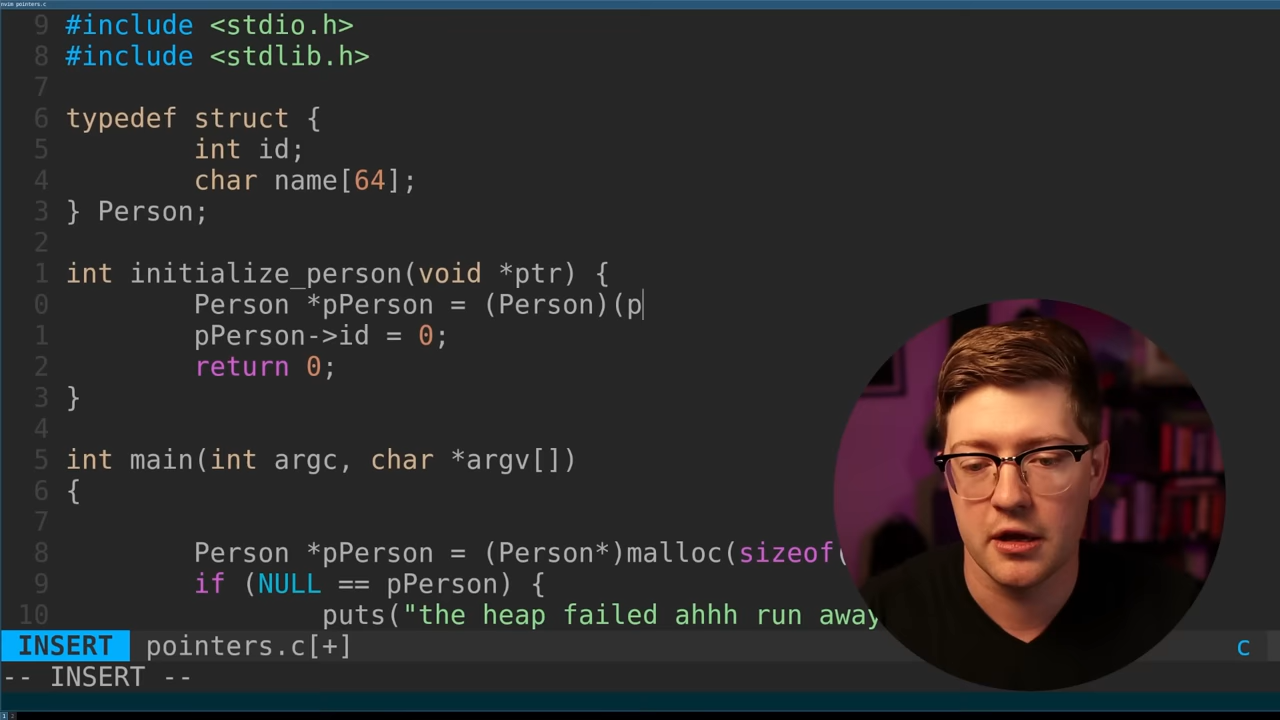 nvim pointers.c
9 #include <stdio.h>
8 #include <stdlib.h>
7
6 typedef struct {
5         int id;
4         char name[64];
3 } Person;
2
1 int initialize_person(void *ptr) {
0         Person *pPerson = (Person)(p
1         pPerson->id = 0;
2         return 0;
3 }
4
5 int main(int argc, char *argv[])
6 {
7
8         Person *pPerson = (Person*)malloc(sizeof(
9         if (NULL == pPerson) {
10                 puts("the heap failed ahhh run away
INSERT pointers.c[+] C
-- INSERT --
1